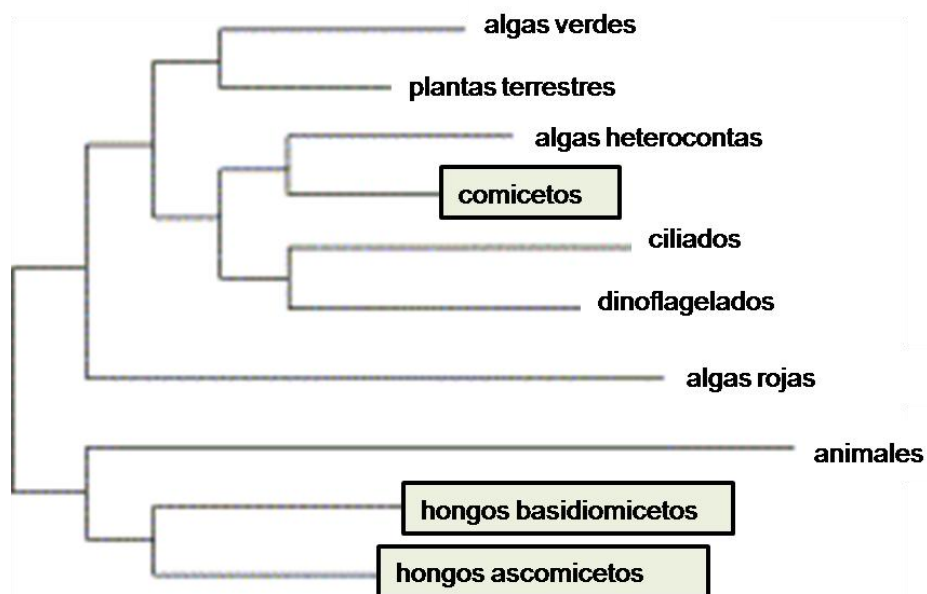 algas verdes
plantas terrestres
algas heterocontas
comicetos
ciliados
dinoflagelados
algas rojas
animales
hongos basidiomicetos
hongos ascomicetos